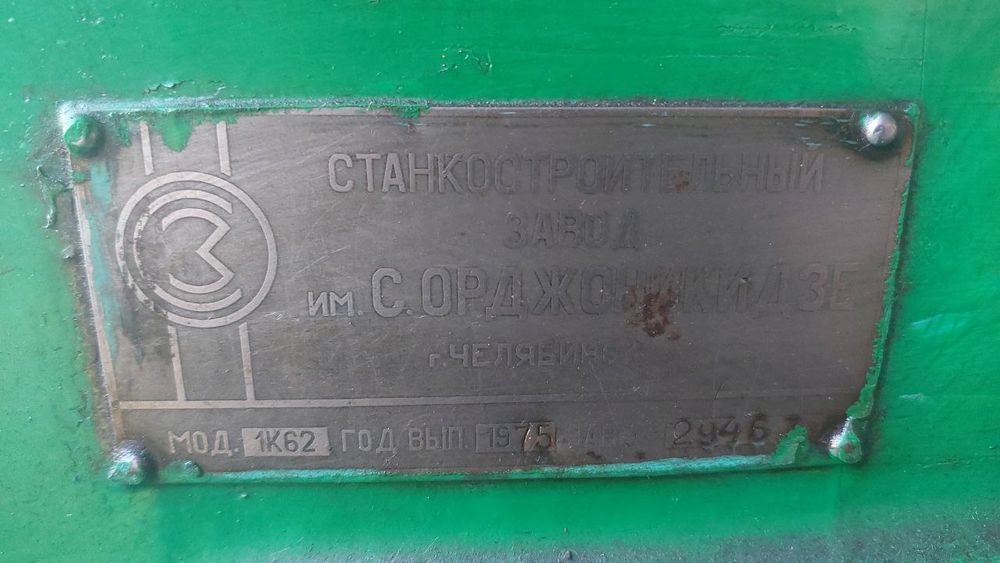 СТАНКОСТРОИТЕЛЬНЫЙ
ЗАВОД
ИМ. С. ОРДЖОНИКИДЗЕ
г. ЧЕЛЯБИНСК
МОД. 1К62 ГОД ВЫП. 1975